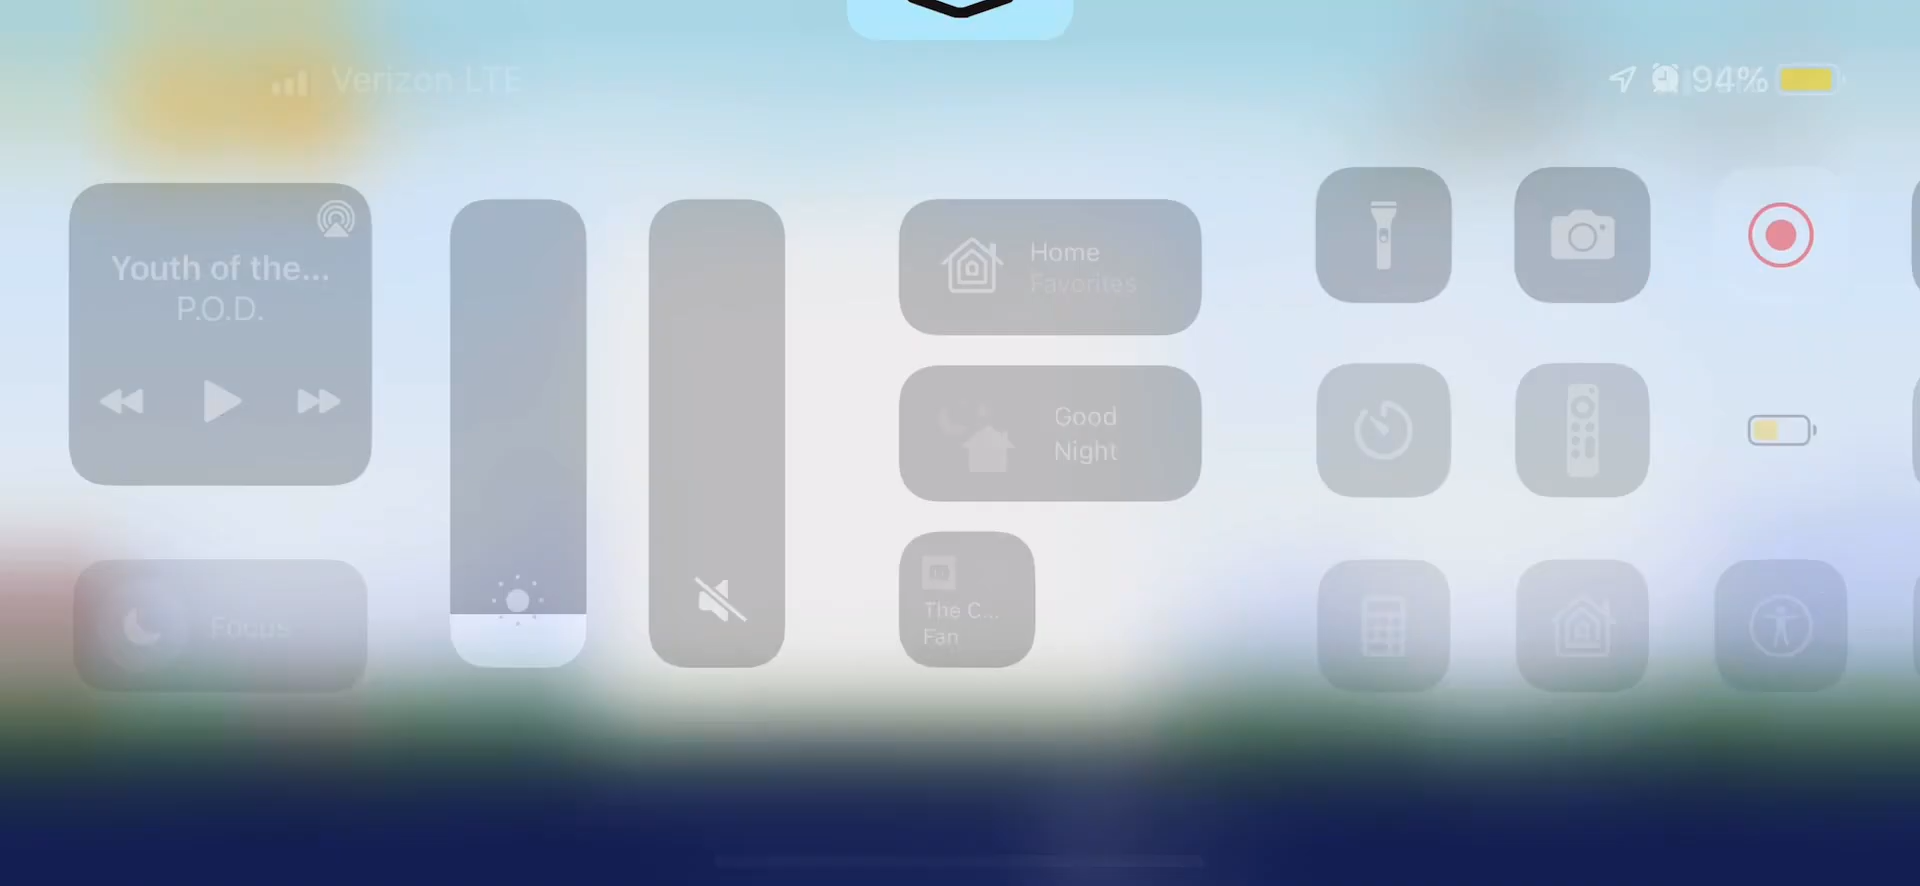 Verizon LTE
94%
Youth of the...
P.O.D.
Home
Favorites
Good
Night
The C...
Fan
Focus